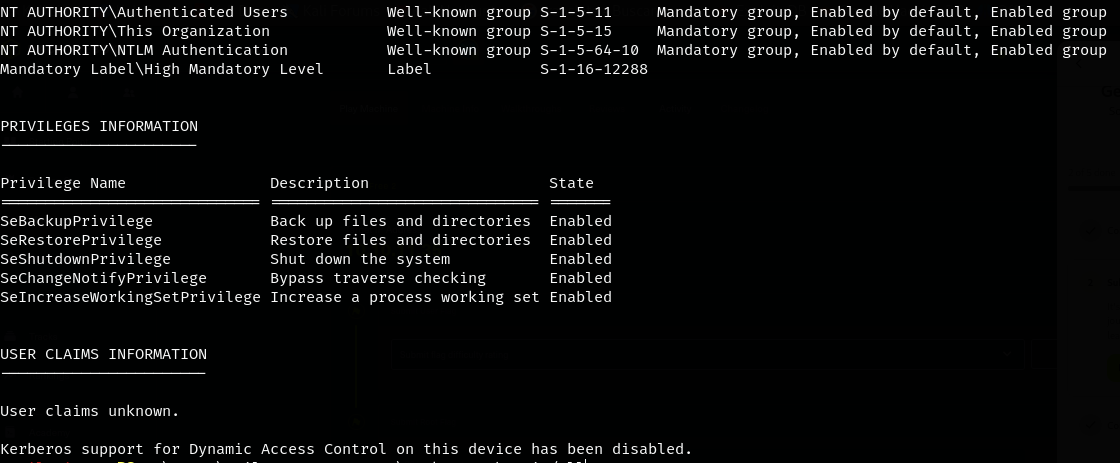 NT AUTHORITY\Authenticated Users Well-known group S-1-5-11 Mandatory group, Enabled by default, Enabled group
NT AUTHORITY\This Organization Well-known group S-1-5-15 Mandatory group, Enabled by default, Enabled group
NT AUTHORITY\NTLM Authentication Well-known group S-1-5-64-10 Mandatory group, Enabled by default, Enabled group
Mandatory Label\High Mandatory Level Label S-1-16-12288
PRIVILEGES INFORMATION
Privilege Name Description State
SeBackupPrivilege Back up files and directories Enabled
SeRestorePrivilege Restore files and directories Enabled
SeShutdownPrivilege Shut down the system Enabled
SeChangeNotifyPrivilege Bypass traverse checking Enabled
SeIncreaseWorkingSetPrivilege Increase a process working set Enabled
USER CLAIMS INFORMATION
User claims unknown.
Kerberos support for Dynamic Access Control on this device has been disabled.